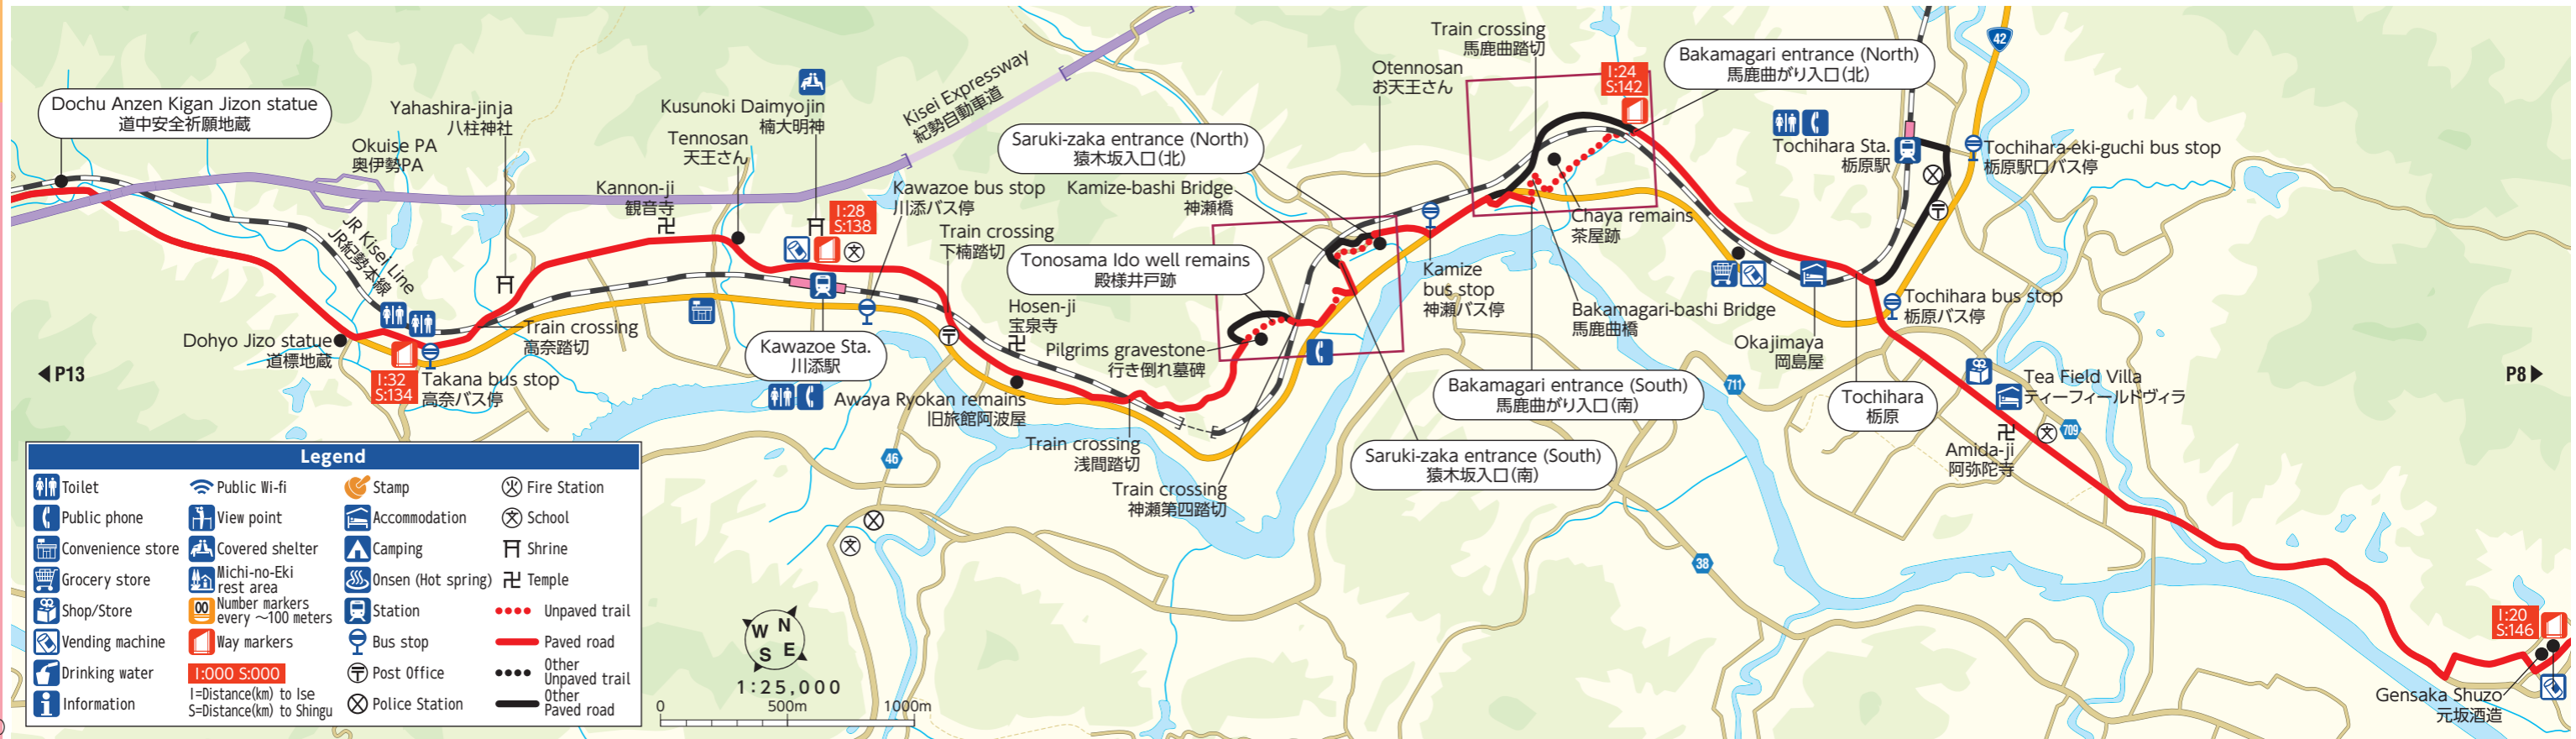 Dochu Anzen Kigan Jizon statue
道中安全祈願地蔵
Okuise PA
奥伊勢PA
Yahashira-jinja
八柱神社
Kannon-ji
観音寺
Kusunoki Daimyojin
楠大明神
Tennosan
天王さん
I:28
S:138
Kisei Expressway
紀勢自動車道
Kawazoe bus stop
川添バス停
Train crossing
下楠踏切
JR Kisei Line
JR紀勢本線
Dohyo Jizo statue
道標地蔵
I:32
S:134
Takana bus stop
高奈バス停
Train crossing
高奈踏切
Kawazoe Sta.
川添駅
Awaya Ryokan remains
旧旅館阿波屋
Hosen-ji
宝泉寺
Train crossing
浅間踏切
Train crossing
神瀬第四踏切
Pilgrims gravestone
行き倒れ墓碑
Tonosama Ido well remains
殿様井戸跡
Saruki-zaka entrance (North)
猿木坂入口(北)
Kamize-bashi Bridge
神瀬橋
Otennosan
お天王さん
Train crossing
馬鹿曲踏切
I:24
S:142
Bakamagari entrance (North)
馬鹿曲がり入口(北)
Kamize
bus stop
神瀬バス停
Chaya remains
茶屋跡
Bakamagari-bashi Bridge
馬鹿曲橋
Bakamagari entrance (South)
馬鹿曲がり入口(南)
Saruki-zaka entrance (South)
猿木坂入口(南)
Tochihara Sta.
栃原駅
42
Tochihara-eki-guchi bus stop
栃原駅口バス停
Tochihara bus stop
栃原バス停
Okajimaya
岡島屋
Tochihara
栃原
Tea Field Villa
ティーフィールドヴィラ
Amida-ji
阿弥陀寺
709
711
38
46
I:20
S:146
Gensaka Shuzo
元坂酒造
◀P13
P8▶
Legend
Toilet
Public phone
Convenience store
Grocery store
Shop/Store
Vending machine
Drinking water
Information
Public Wi-fi
View point
Covered shelter
Michi-no-Eki
rest area
Number markers
every ～100 meters
Way markers
I:000 S:000
I=Distance(km) to Ise
S=Distance(km) to Shingu
Stamp
Accommodation
Camping
Onsen (Hot spring)
Station
Bus stop
Post Office
Police Station
Fire Station
School
Shrine
Temple
Unpaved trail
Paved road
Other
Unpaved trail
Other
Paved road
W N
S E
1:25,000
0 500m 1000m